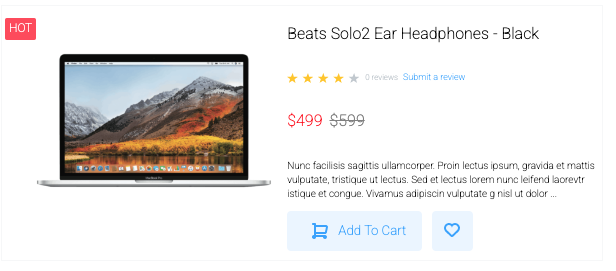 HOT
Beats Solo2 Ear Headphones - Black
0 reviews Submit a review
$499 $599
Nunc facilisis sagittis ullamcorper. Proin lectus ipsum, gravida et mattis
vulputate, tristique ut lectus. Sed et lectus lorem nunc leifend laorevtr
istique et congue. Vivamus adipiscin vulputate g nisl ut dolor ...
Add To Cart